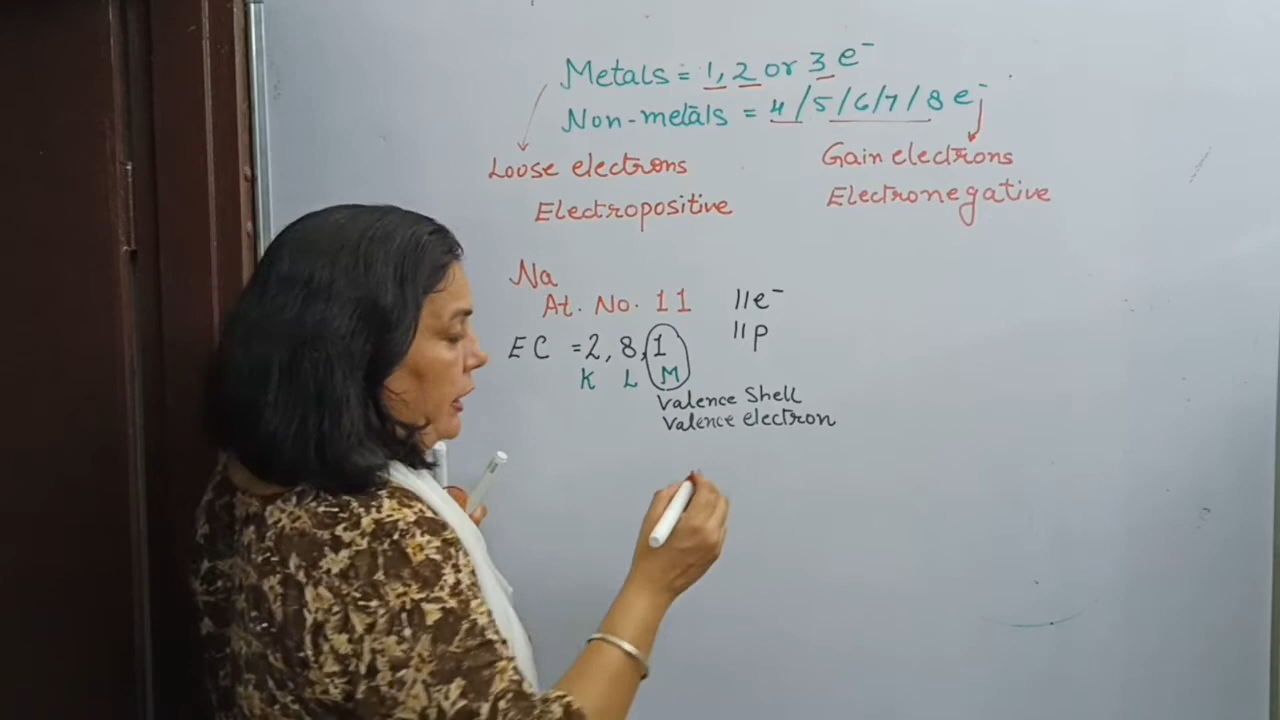 Metals = 1, 2 or 3 e⁻
Non-metals = 4/5/6/7/8 e⁻
Loose electrons
Gain electrons
Electropositive
Electronegative
Na
At. No. 11
11e⁻
11p
EC = 2, 8, 1
K L M
Valence Shell
Valence electron